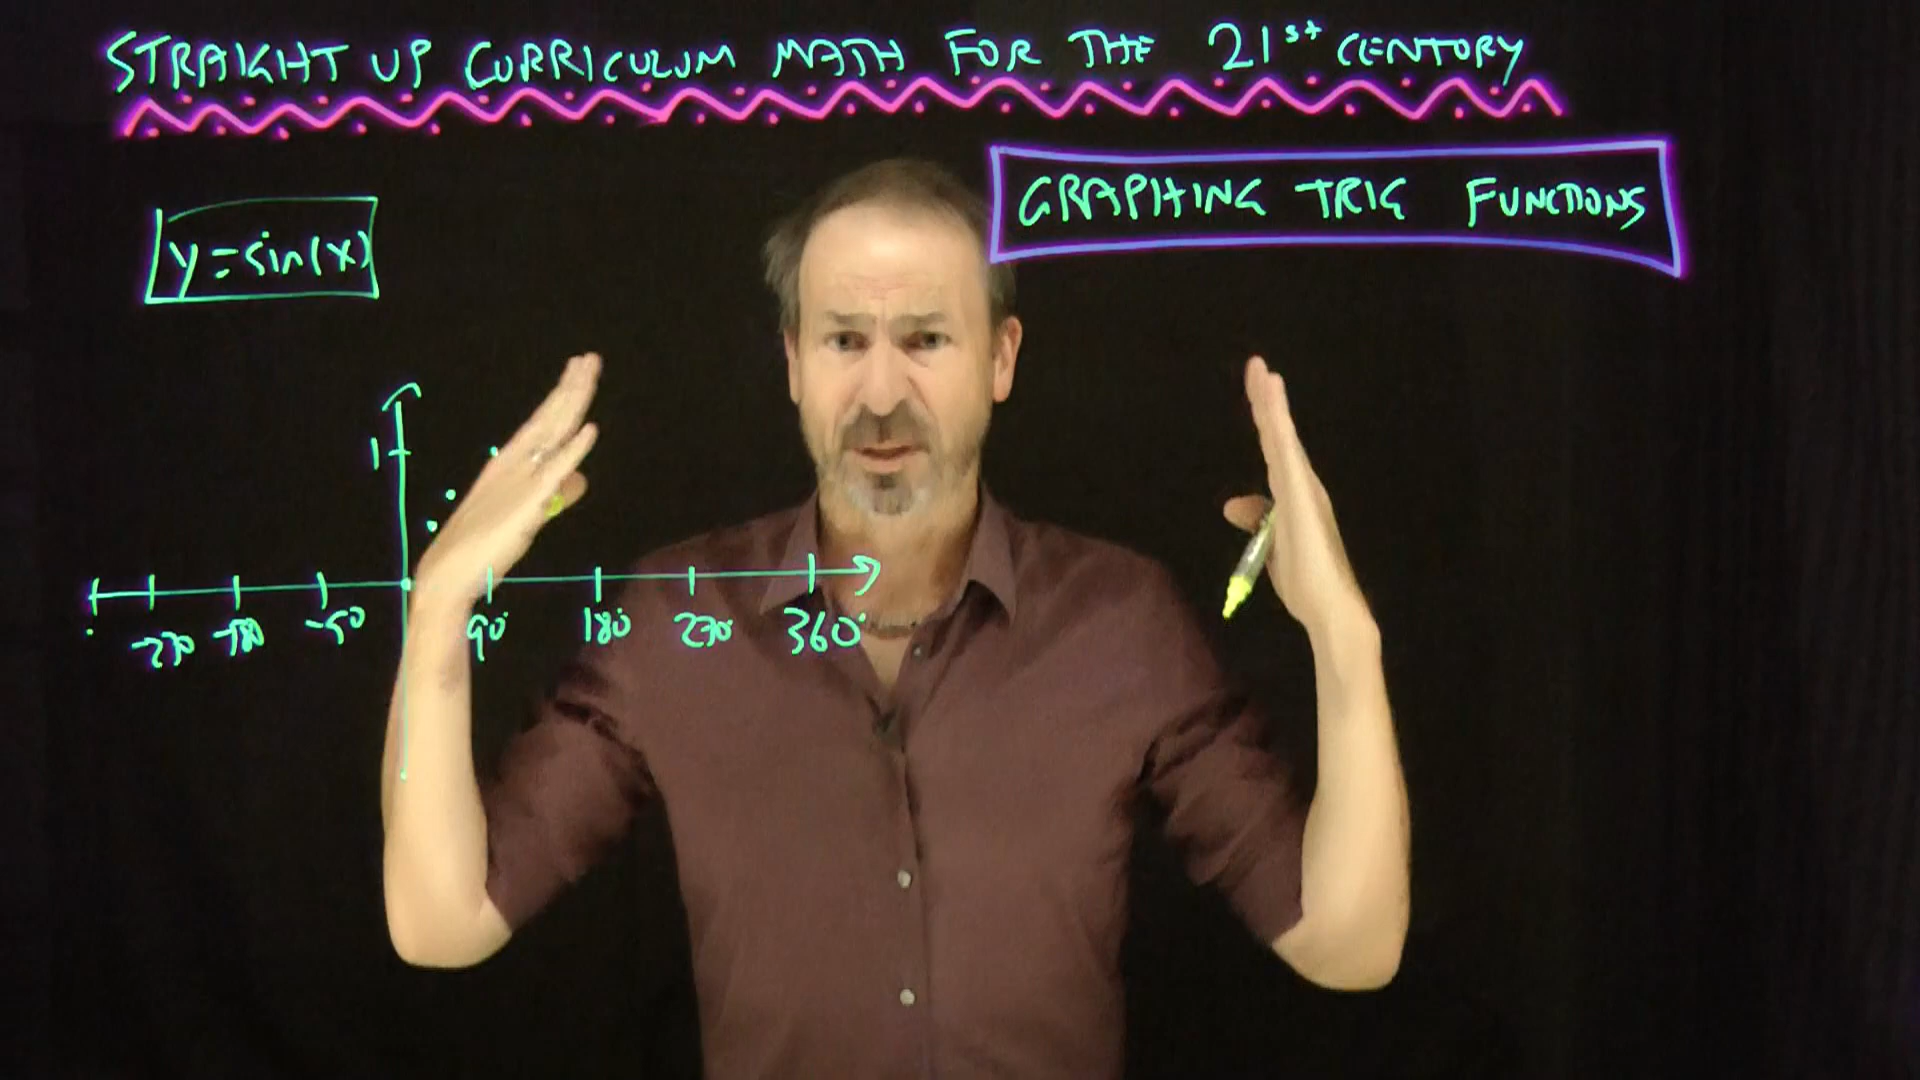 STRAIGHT UP CURRICULUM MATH FOR THE 21st CENTURY
GRAPHING TRIG FUNCTIONS
y=sin(x)
1
-270 -180 -90 90° 180° 270° 360°